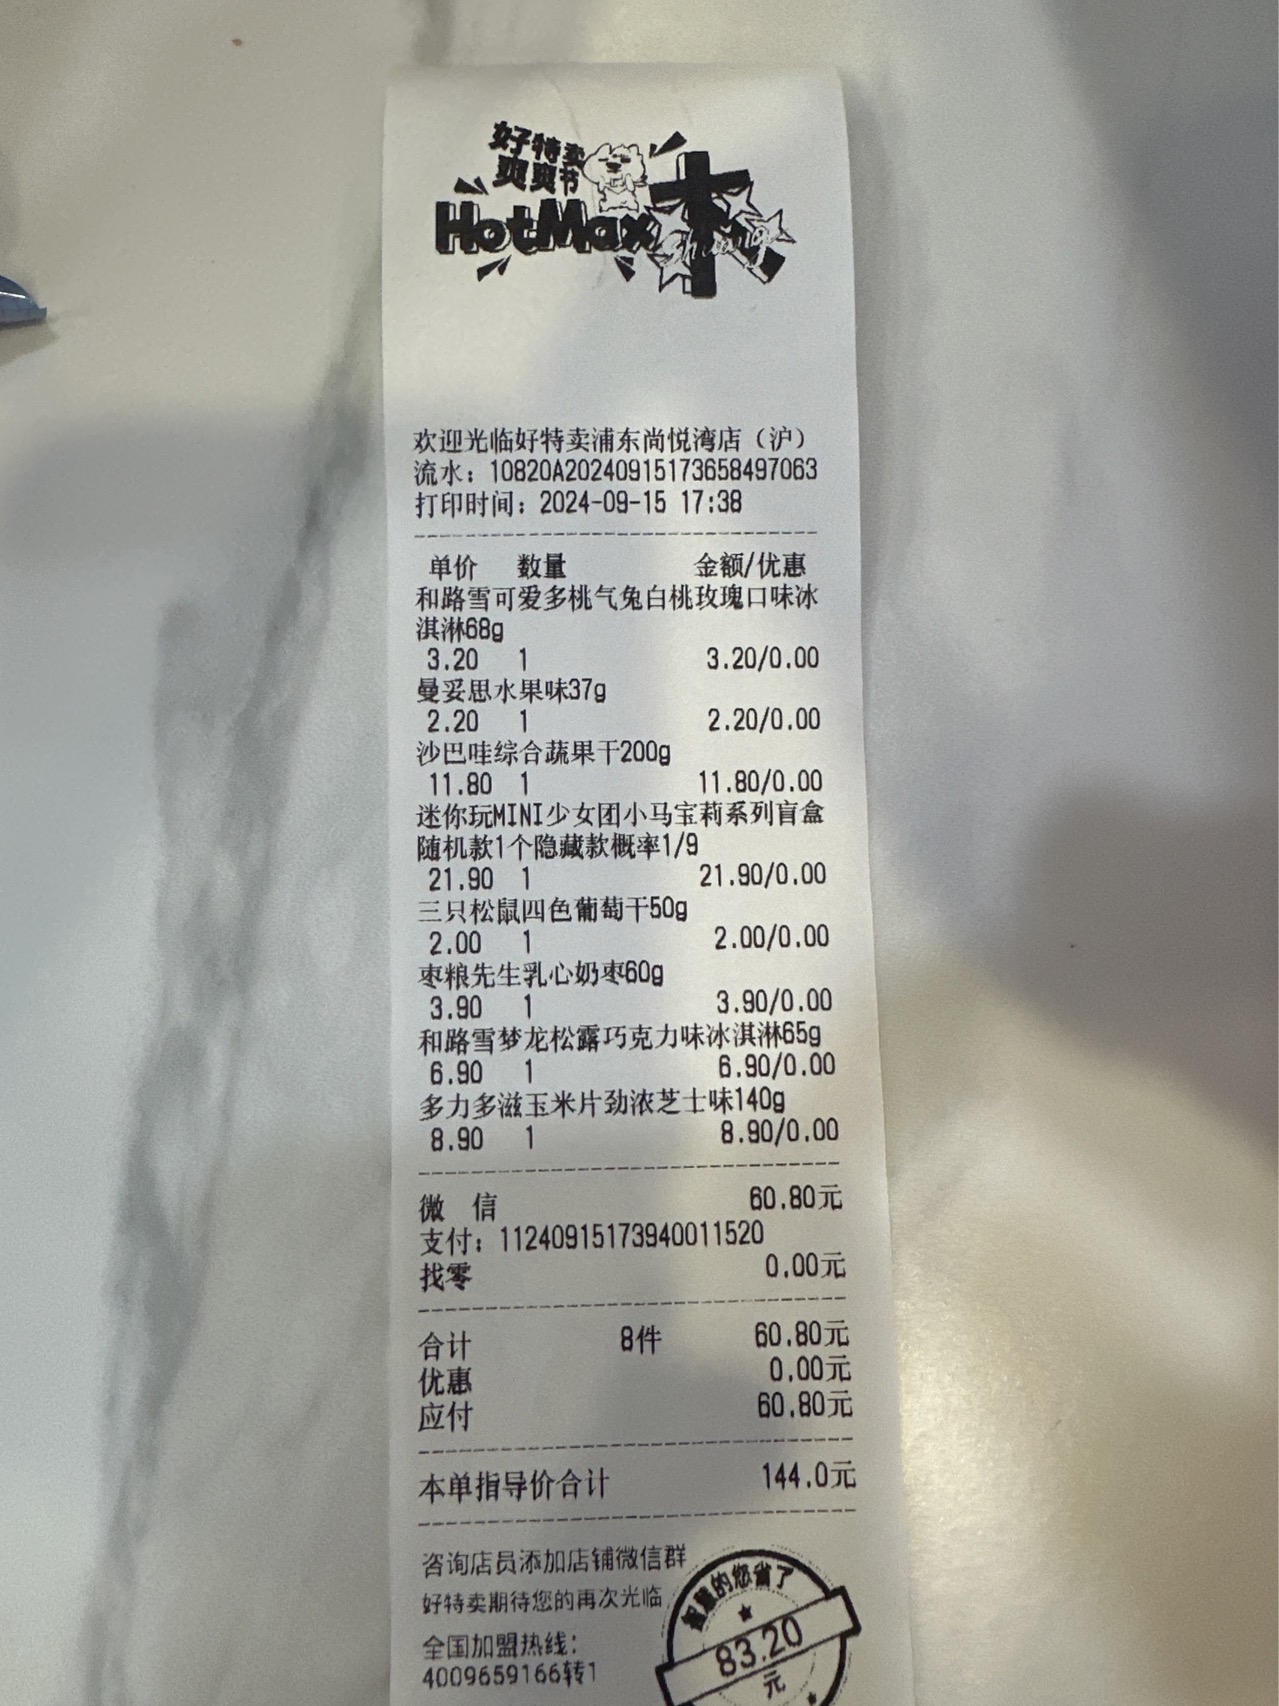 好特卖
爽爽节
HotMax
Shuang
欢迎光临好特卖浦东尚悦湾店（沪）
流水：10820A20240915173658497063
打印时间：2024-09-15 17:38
单价 数量 金额/优惠
和路雪可爱多桃气兔白桃玫瑰口味冰
淇淋68g
3.20 1 3.20/0.00
曼妥思水果味37g
2.20 1 2.20/0.00
沙巴哇综合蔬果干200g
11.80 1 11.80/0.00
迷你玩MINI少女团小马宝莉系列盲盒
随机款1个隐藏款概率1/9
21.90 1 21.90/0.00
三只松鼠四色葡萄干50g
2.00 1 2.00/0.00
枣粮先生乳心奶枣60g
3.90 1 3.90/0.00
和路雪梦龙松露巧克力味冰淇淋65g
6.90 1 6.90/0.00
多力多滋玉米片劲浓芝士味140g
8.90 1 8.90/0.00
微 信 60.80元
支付：11240915173940011520
找零 0.00元
合计 8件 60.80元
优惠 0.00元
应付 60.80元
本单指导价合计 144.0元
咨询店员添加店铺微信群
好特卖期待您的再次光临
全国加盟热线：
4009659166转1
智慧的您省了
83.20
元